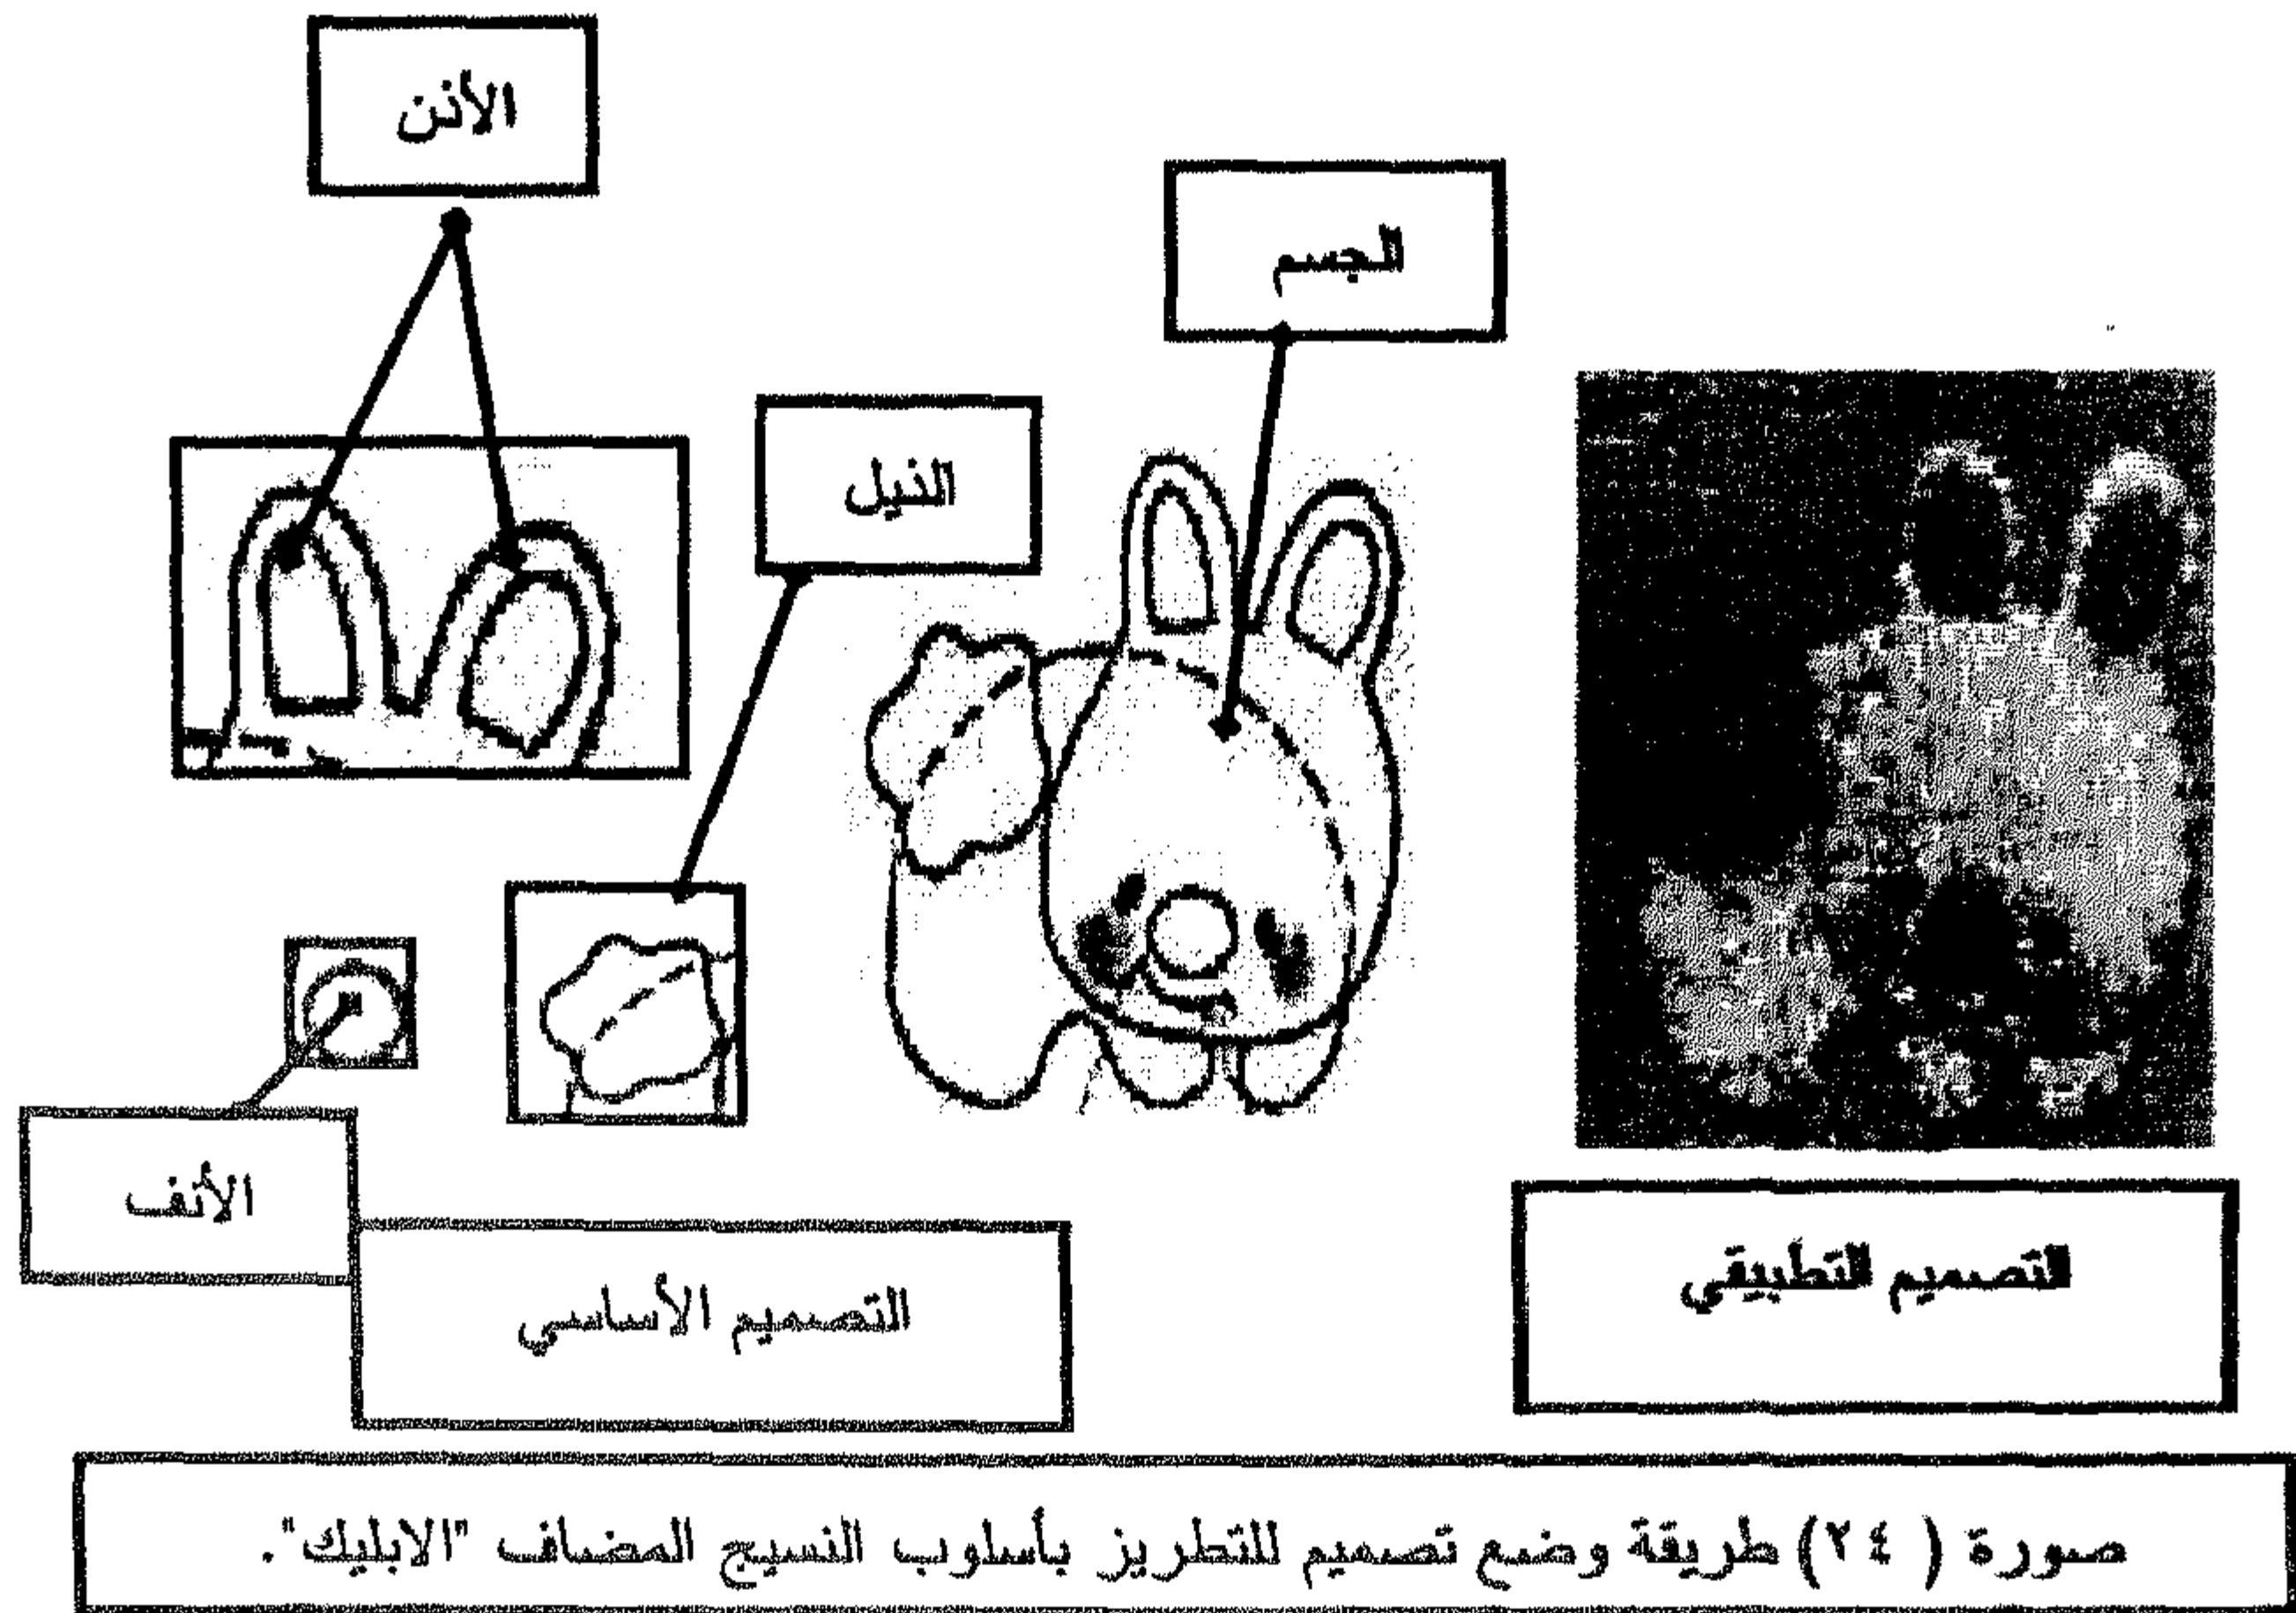 الأذن
الجسم
الذيل
الأنف
التصميم الأساسي
التصميم التطبيقي
صورة ( ٢٤) طريقة وضع تصميم للتطريز بأسلوب النسيج المضاف "الابليك".